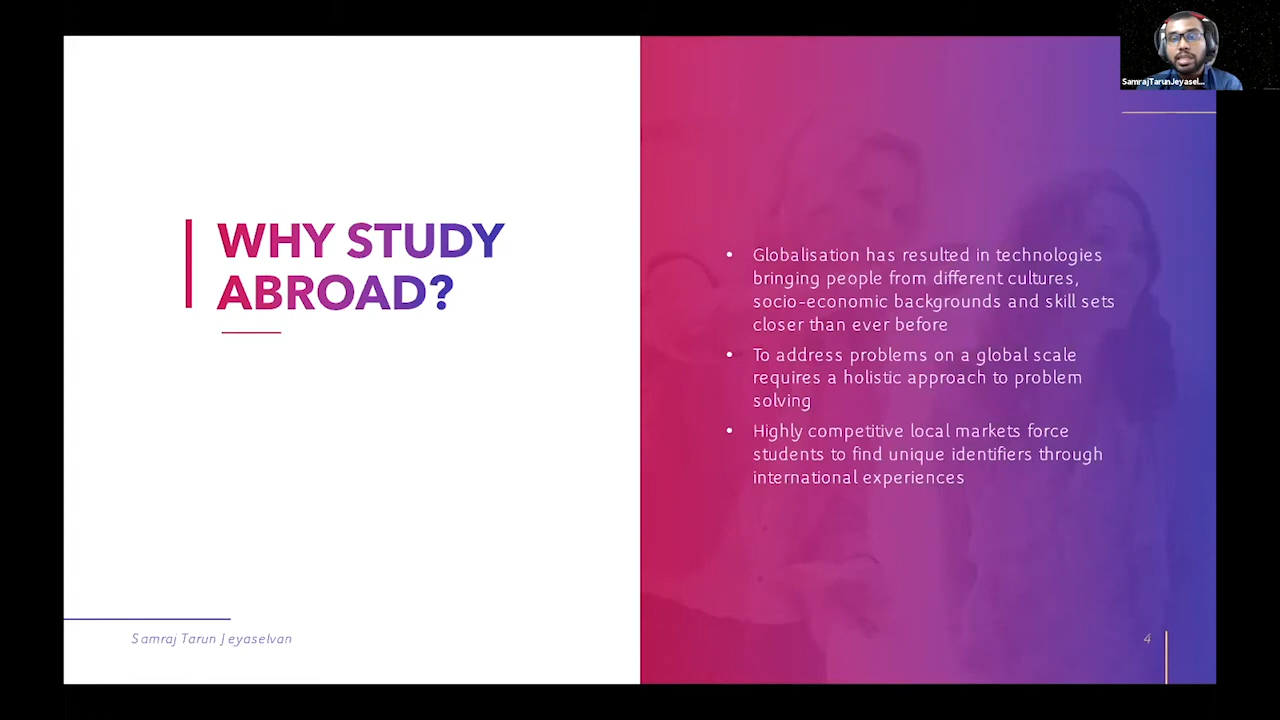 SamrajTarunJeyasel...
WHY STUDY
ABROAD?
• Globalisation has resulted in technologies
bringing people from different cultures,
socio-economic backgrounds and skill sets
closer than ever before
• To address problems on a global scale
requires a holistic approach to problem
solving
• Highly competitive local markets force
students to find unique identifiers through
international experiences
Samraj Tarun Jeyaselvan
4